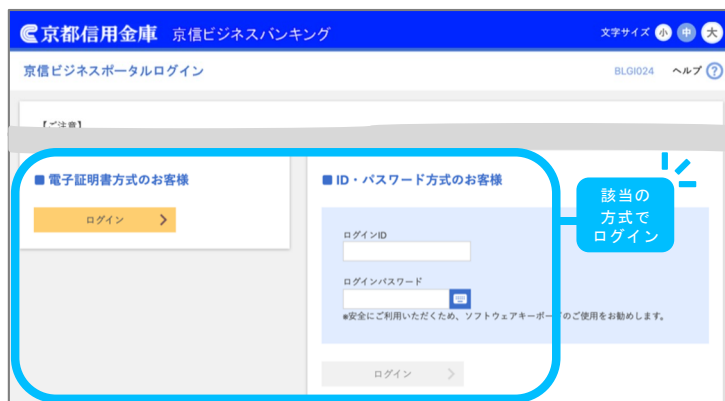 京都信用金庫 京信ビジネスバンキング 文字サイズ 小 中 大
京信ビジネスポータルログイン BLGI024 ヘルプ ?
【ご注意】
■電子証明書方式のお客様
ログイン
■ID・パスワード方式のお客様
ログインID
ログインパスワード
※安全にご利用いただくため、ソフトウェアキーボードのご使用をお勧めします。
ログイン
該当の
方式で
ログイン